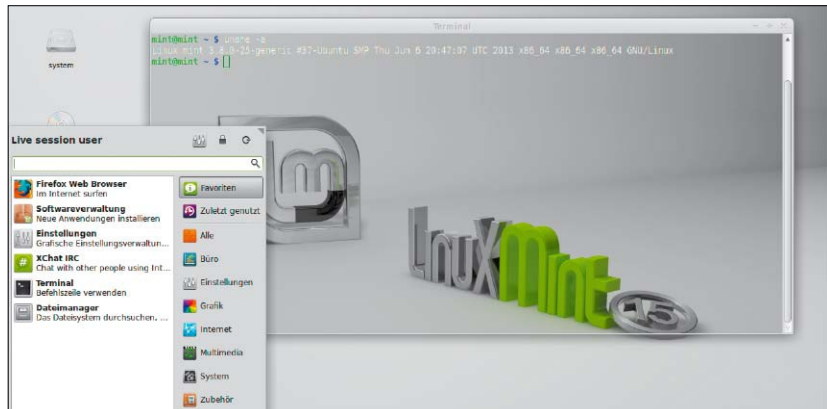 Terminal
mint@mint ~ $ uname -a
Linux mint 3.8.0-25-generic #37-Ubuntu SMP Thu Jun 6 20:47:07 UTC 2013 x86_64 x86_64 x86_64 GNU/Linux
mint@mint ~ $
system
Live session user
Firefox Web Browser
Im Internet surfen
Softwareverwaltung
Neue Anwendungen installieren
Einstellungen
Grafische Einstellungsverwaltun...
XChat IRC
Chat with other people using Int...
Terminal
Befehlszeile verwenden
Dateimanager
Das Dateisystem durchsuchen, ...
Favoriten
Zuletzt genutzt
Alle
Büro
Einstellungen
Grafik
Internet
Multimedia
System
Zubehör
LinuxMint 15